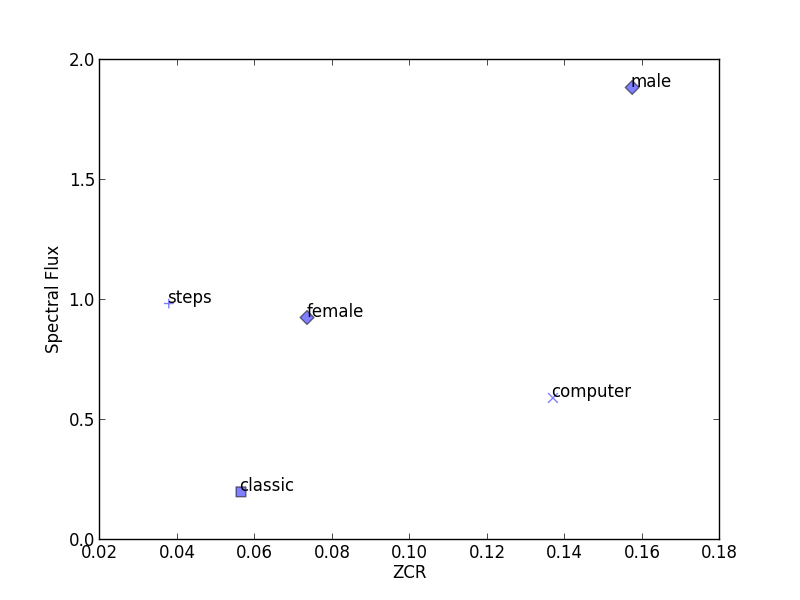 2.0
male
1.5
Spectral Flux
steps
1.0
female
computer
0.5
classic
0.0
0.02 0.04 0.06 0.08 0.10 0.12 0.14 0.16 0.18
ZCR